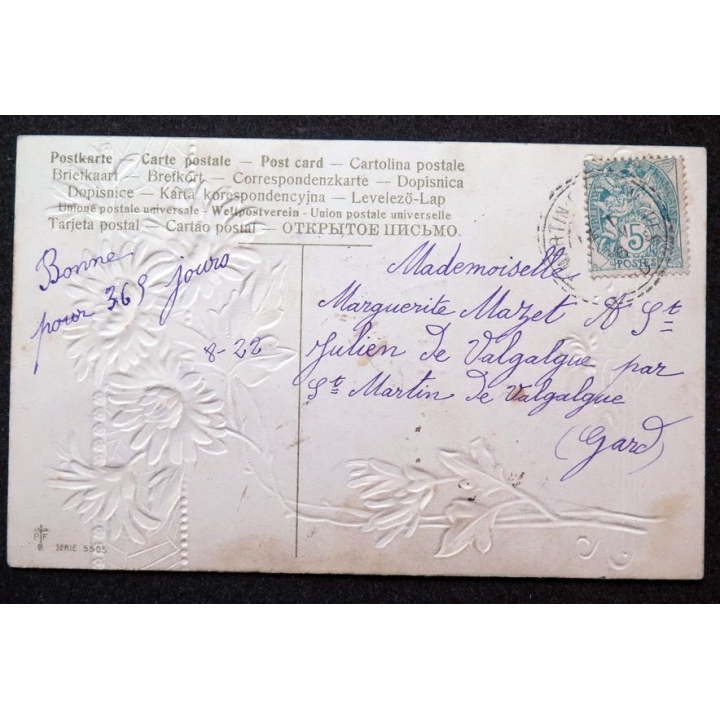 Postkarte — Carte postale — Post card — Cartolina postale
Briefkaart — Brefkort — Correspondenzkarte — Dopisnica
Dopisnice — Karta korespondencyjna — Levelező-Lap
Unione postale universale - Weltpostverein - Union postale universelle
Tarjeta postal — Cartão postal — ОТКРЫТОЕ ПИСЬМО.
Bonne
pour 365 jours
8-22
Mademoiselle
Marguerite Mazet A St
Julien de Valgalgue par
St Martin de Valgalgue
(Gard)
5
POSTES
PF
B.
SERIE 5505